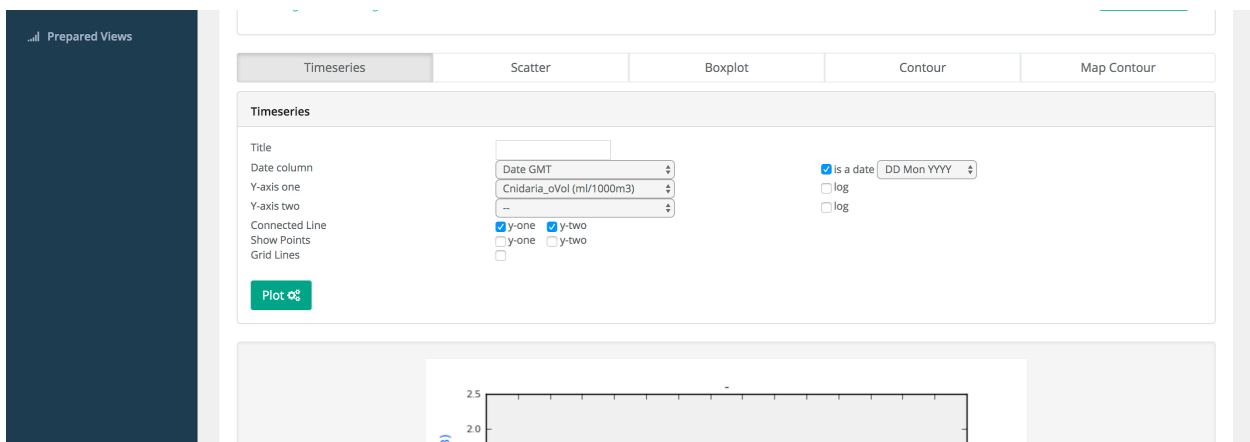 Prepared Views
Timeseries Scatter Boxplot Contour Map Contour
Timeseries
Title
Date column Date GMT is a date DD Mon YYYY
Y-axis one Cnidaria_oVol (ml/1000m3) log
Y-axis two -- log
Connected Line y-one y-two
Show Points y-one y-two
Grid Lines
Plot
-
2.5
2.0